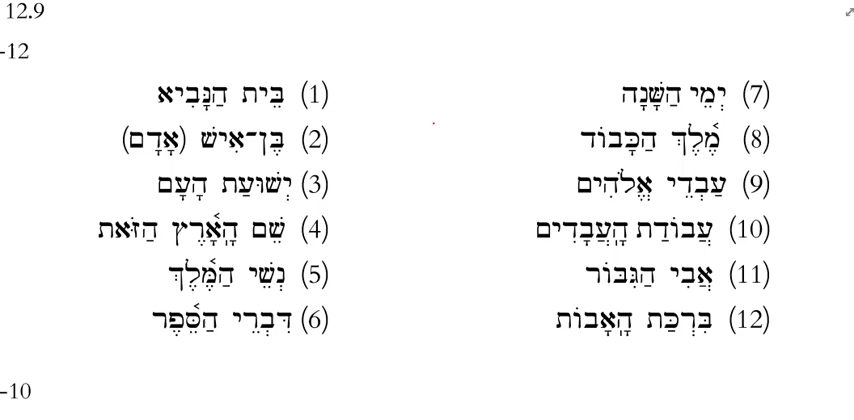 12.9
-12
(1) בֵּית הַנָּבִיא
(2) בֶּן־אִישׁ (אָדָם)
(3) יְשׁוּעַת הָעָם
(4) שֵׁם הָֽאָ֫רֶץ הַזֹּאת
(5) נְשֵׁי הַמֶּ֫לֶךְ
(6) דִּבְרֵי הַסֵּ֫פֶר
(7) יְמֵי הַשָּׁנָה
(8) מֶ֫לֶךְ הַכָּבוֹד
(9) עַבְדֵי אֱלֹהִים
(10) עֲבוֹדַת הָֽעֲבָדִים
(11) אֲבִי הַגִּבּוֹר
(12) בִּרְכַּת הָֽאָבוֹת
-10